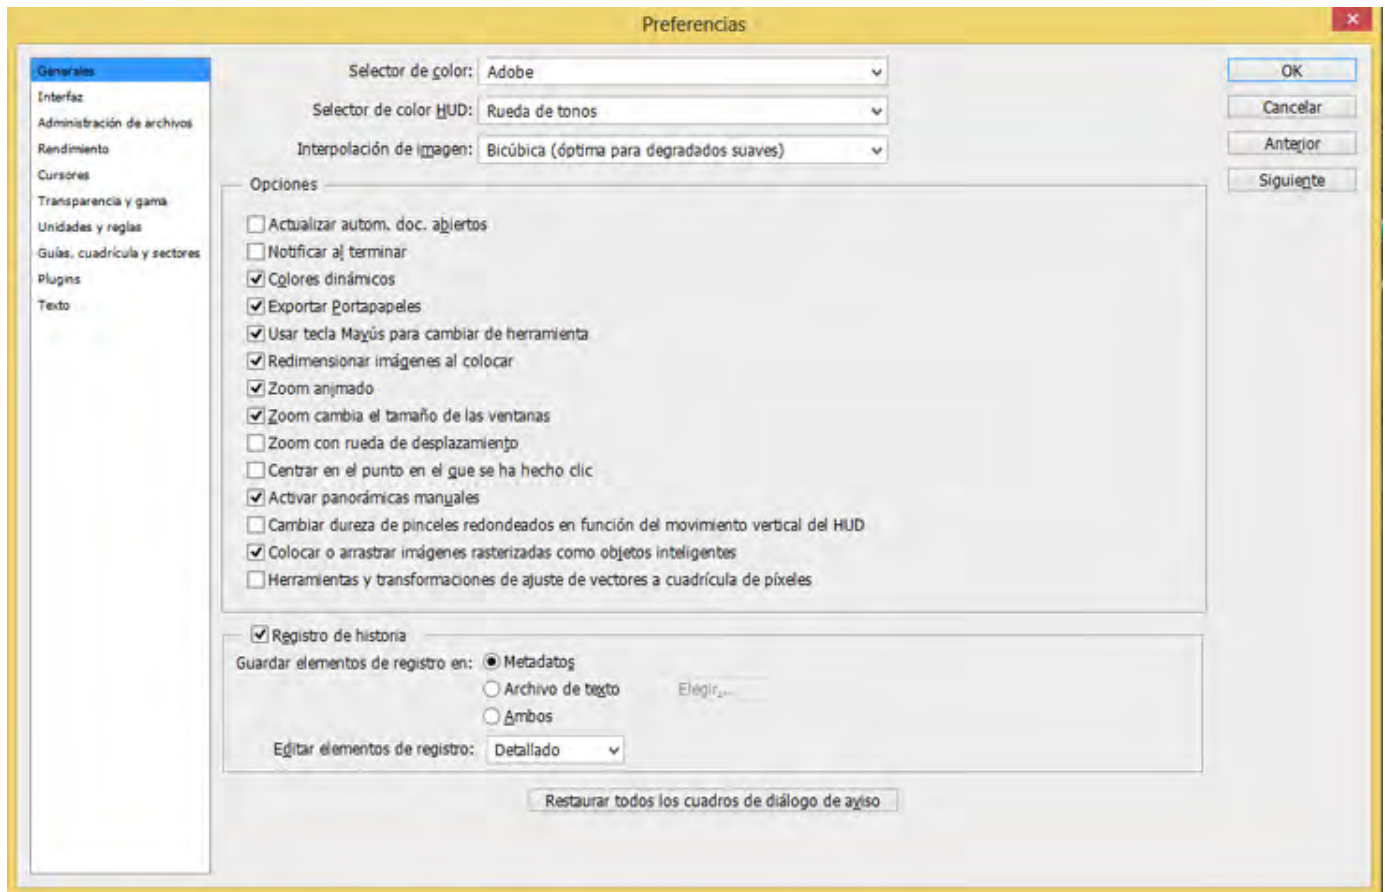 Preferencias
Generales
Interfaz
Administración de archivos
Rendimiento
Cursores
Transparencia y gama
Unidades y reglas
Guías, cuadrícula y sectores
Plugins
Texto
Selector de color: Adobe
Selector de color HUD: Rueda de tonos
Interpolación de imagen: Bicúbica (óptima para degradados suaves)
Opciones
Actualizar autom. doc. abiertos
Notificar al terminar
Colores dinámicos
Exportar Portapapeles
Usar tecla Mayús para cambiar de herramienta
Redimensionar imágenes al colocar
Zoom animado
Zoom cambia el tamaño de las ventanas
Zoom con rueda de desplazamiento
Centrar en el punto en el que se ha hecho clic
Activar panorámicas manuales
Cambiar dureza de pinceles redondeados en función del movimiento vertical del HUD
Colocar o arrastrar imágenes rasterizadas como objetos inteligentes
Herramientas y transformaciones de ajuste de vectores a cuadrícula de píxeles
Registro de historia
Guardar elementos de registro en: Metadatos
Archivo de texto Elegir...
Ambos
Editar elementos de registro: Detallado
Restaurar todos los cuadros de diálogo de aviso
OK
Cancelar
Anterior
Siguiente